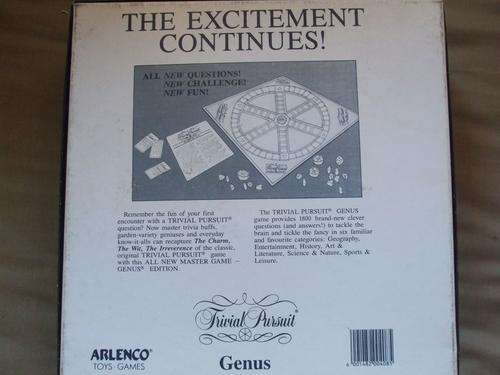 THE EXCITEMENT
CONTINUES!
ALL NEW QUESTIONS!
NEW CHALLENGE!
NEW FUN!
Remember the fun of your first
encounter with a TRIVIAL PURSUIT®
question? Now master trivia buffs,
garden-variety geniuses and everyday
know-it-alls can recapture The Charm,
The Wit, The Irreverence of the classic,
original TRIVIAL PURSUIT® game
with this ALL NEW MASTER GAME –
GENUS® EDITION
The TRIVIAL PURSUIT® GENUS
game provides 1800 brand-new clever
questions (and answers!) to tackle the
brain and tickle the fancy in six familiar
and favourite categories: Geography,
Entertainment, History, Art &
Literature, Science & Nature, Sports &
Leisure.
Trivial Pursuit®
Genus
ARLENCO®
TOYS·GAMES
6 001482 004081